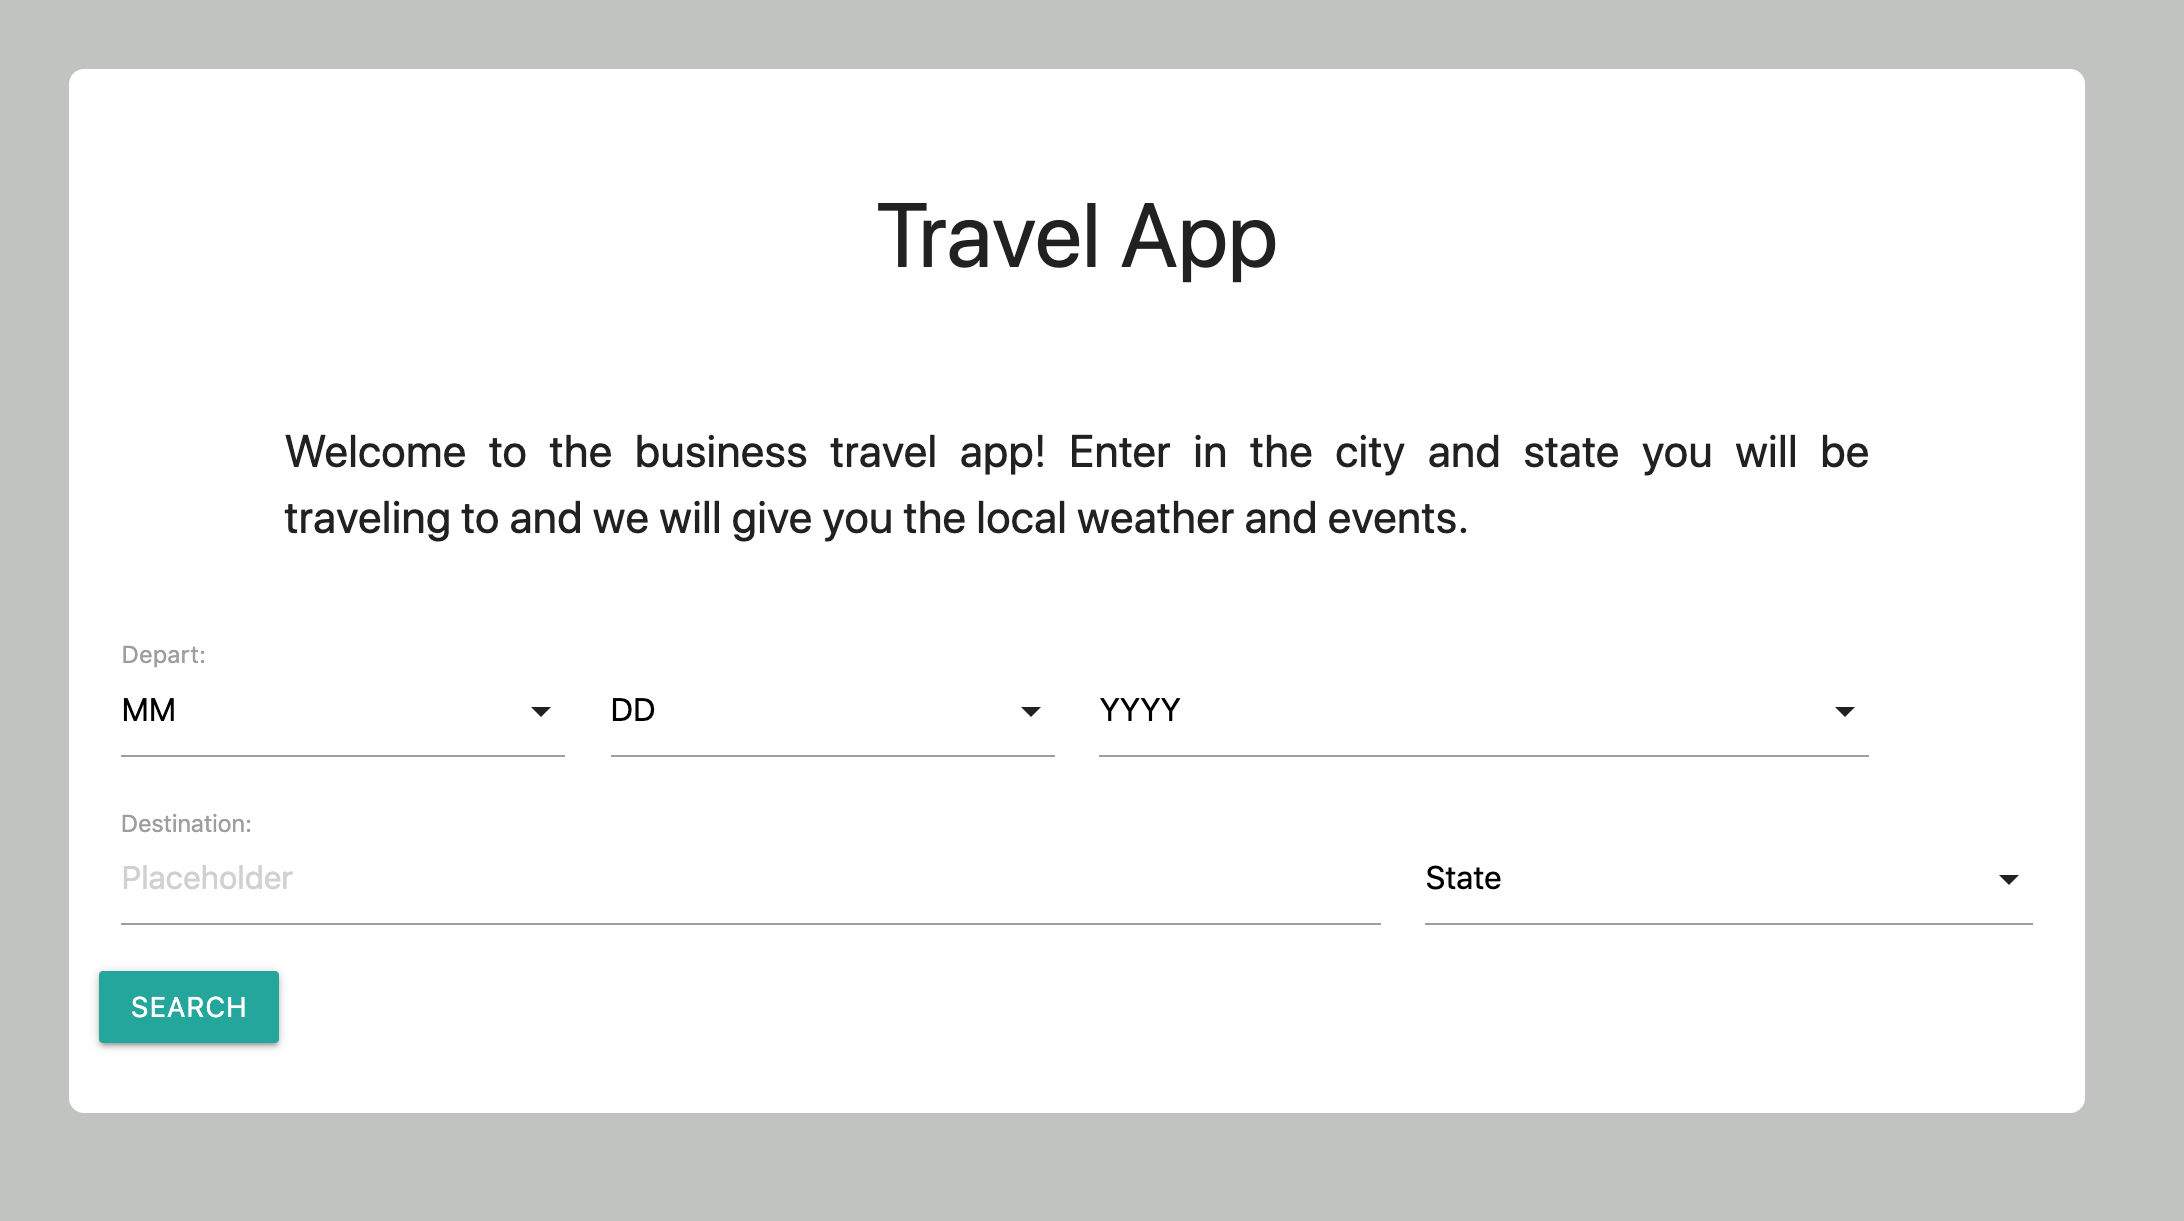 Travel App
Welcome to the business travel app! Enter in the city and state you will be
traveling to and we will give you the local weather and events.
Depart:
MM DD YYYY
Destination:
Placeholder State
SEARCH